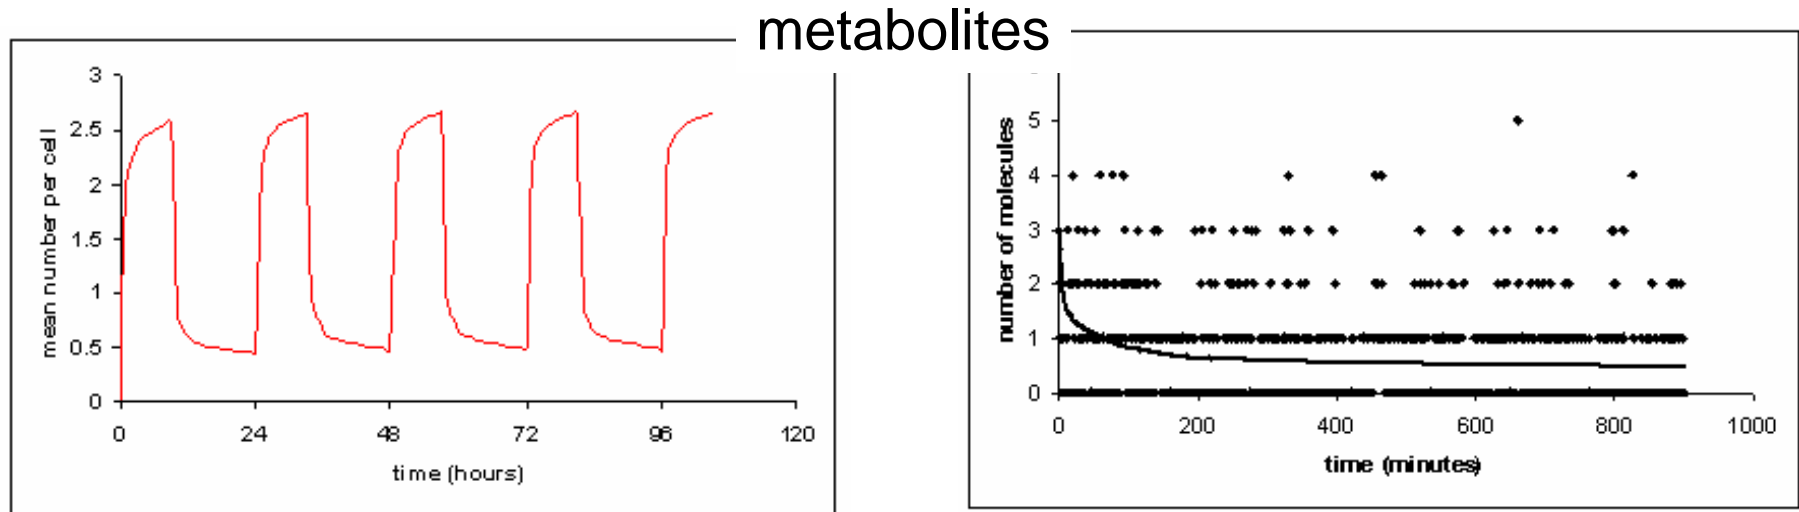 metabolites
3
2.5
2
1.5
1
0.5
0
mean number per cell
0 24 48 72 96 120
time (hours)
5
4
3
2
1
0
number of molecules
0 200 400 600 800 1000
time (minutes)